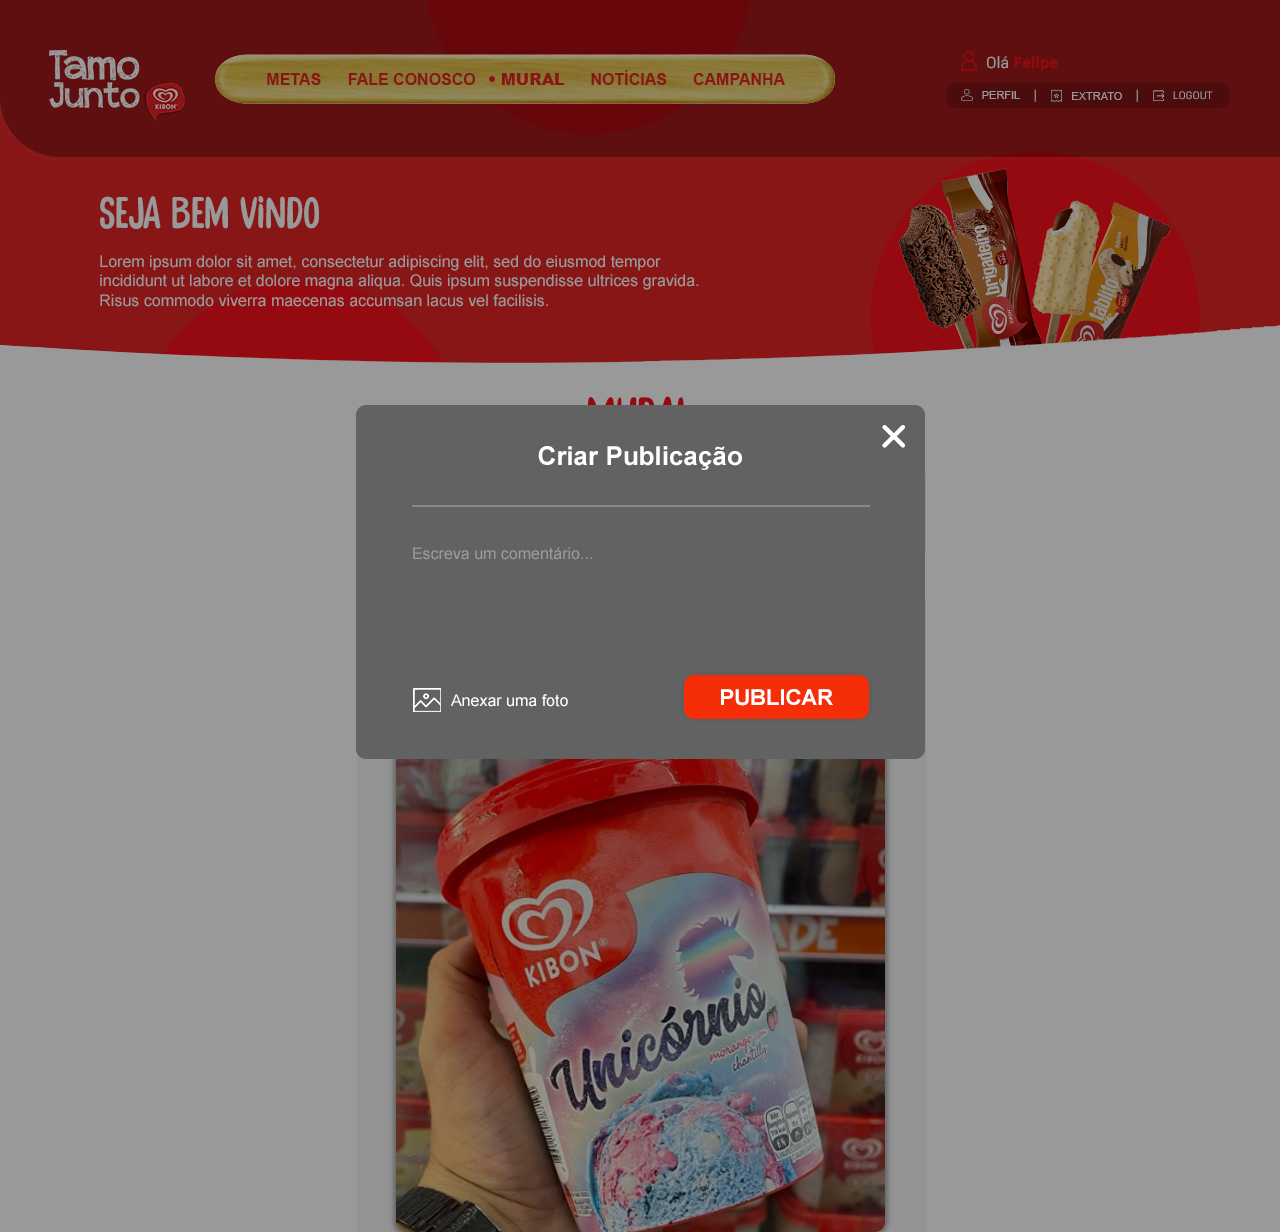 Tamo
Junto
KIBON
METAS
FALE CONOSCO
• MURAL
NOTÍCIAS
CAMPANHA
Olá Felipe
PERFIL | EXTRATO | LOGOUT
SEJA BEM ViNDO
Lorem ipsum dolor sit amet, consectetur adipiscing elit, sed do eiusmod tempor
incididunt ut labore et dolore magna aliqua. Quis ipsum suspendisse ultrices gravida.
Risus commodo viverra maecenas accumsan lacus vel facilisis.
brigadeiro
tablito
MURAL
Criar Publicação
Escreva um comentário...
Anexar uma foto
PUBLICAR
KIBON
ADE
Unicórnio
morango com
chantilly
KIBON